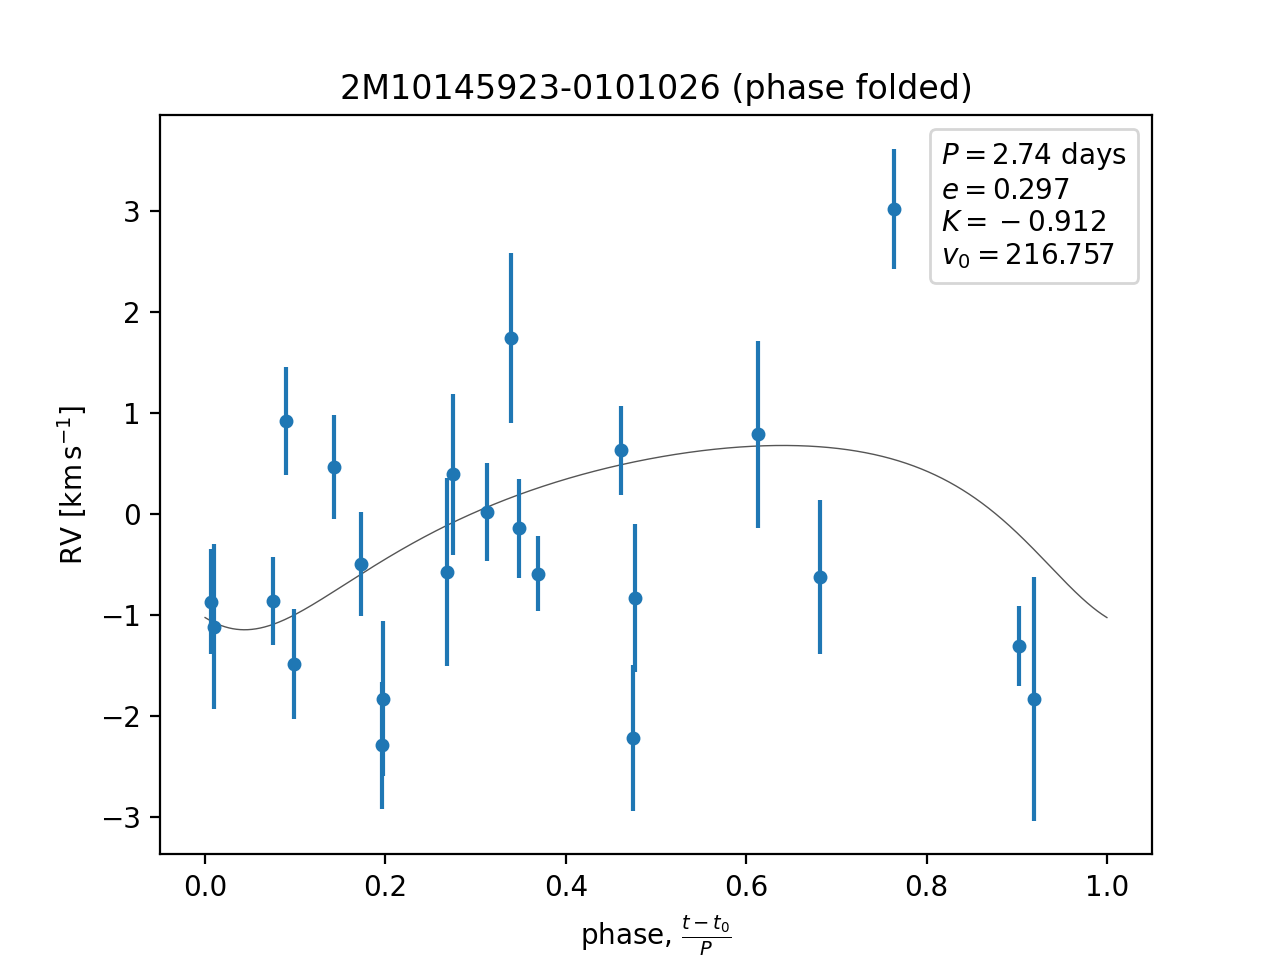 2M10145923-0101026 (phase folded)
P = 2.74 days
e = 0.297
K = −0.912
v₀ = 216.757
RV [km s⁻¹]
3
2
1
0
−1
−2
−3
0.0 0.2 0.4 0.6 0.8 1.0
phase, (t − t₀)/P